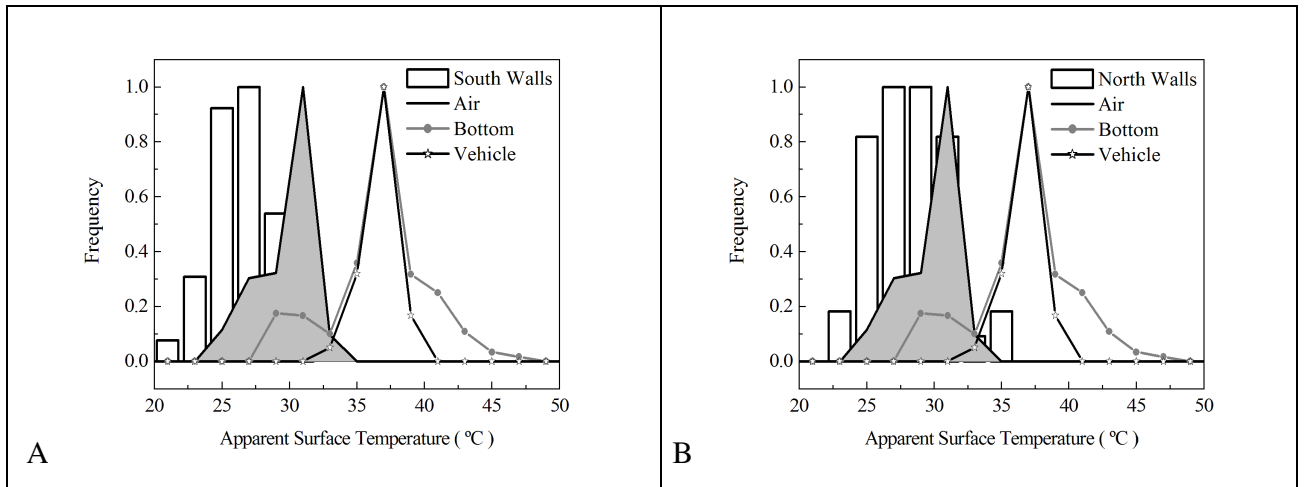 South Walls
Air
Bottom
Vehicle
1.0
0.8
0.6
0.4
0.2
0.0
Frequency
20 25 30 35 40 45 50
Apparent Surface Temperature ( ºC )
A
North Walls
Air
Bottom
Vehicle
1.0
0.8
0.6
0.4
0.2
0.0
Frequency
20 25 30 35 40 45 50
Apparent Surface Temperature ( ºC )
B